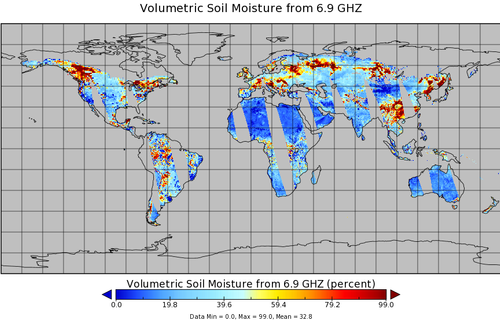 Volumetric Soil Moisture from 6.9 GHZ
Volumetric Soil Moisture from 6.9 GHZ (percent)
0.0 19.8 39.6 59.4 79.2 99.0
Data Min = 0.0, Max = 99.0, Mean = 32.8